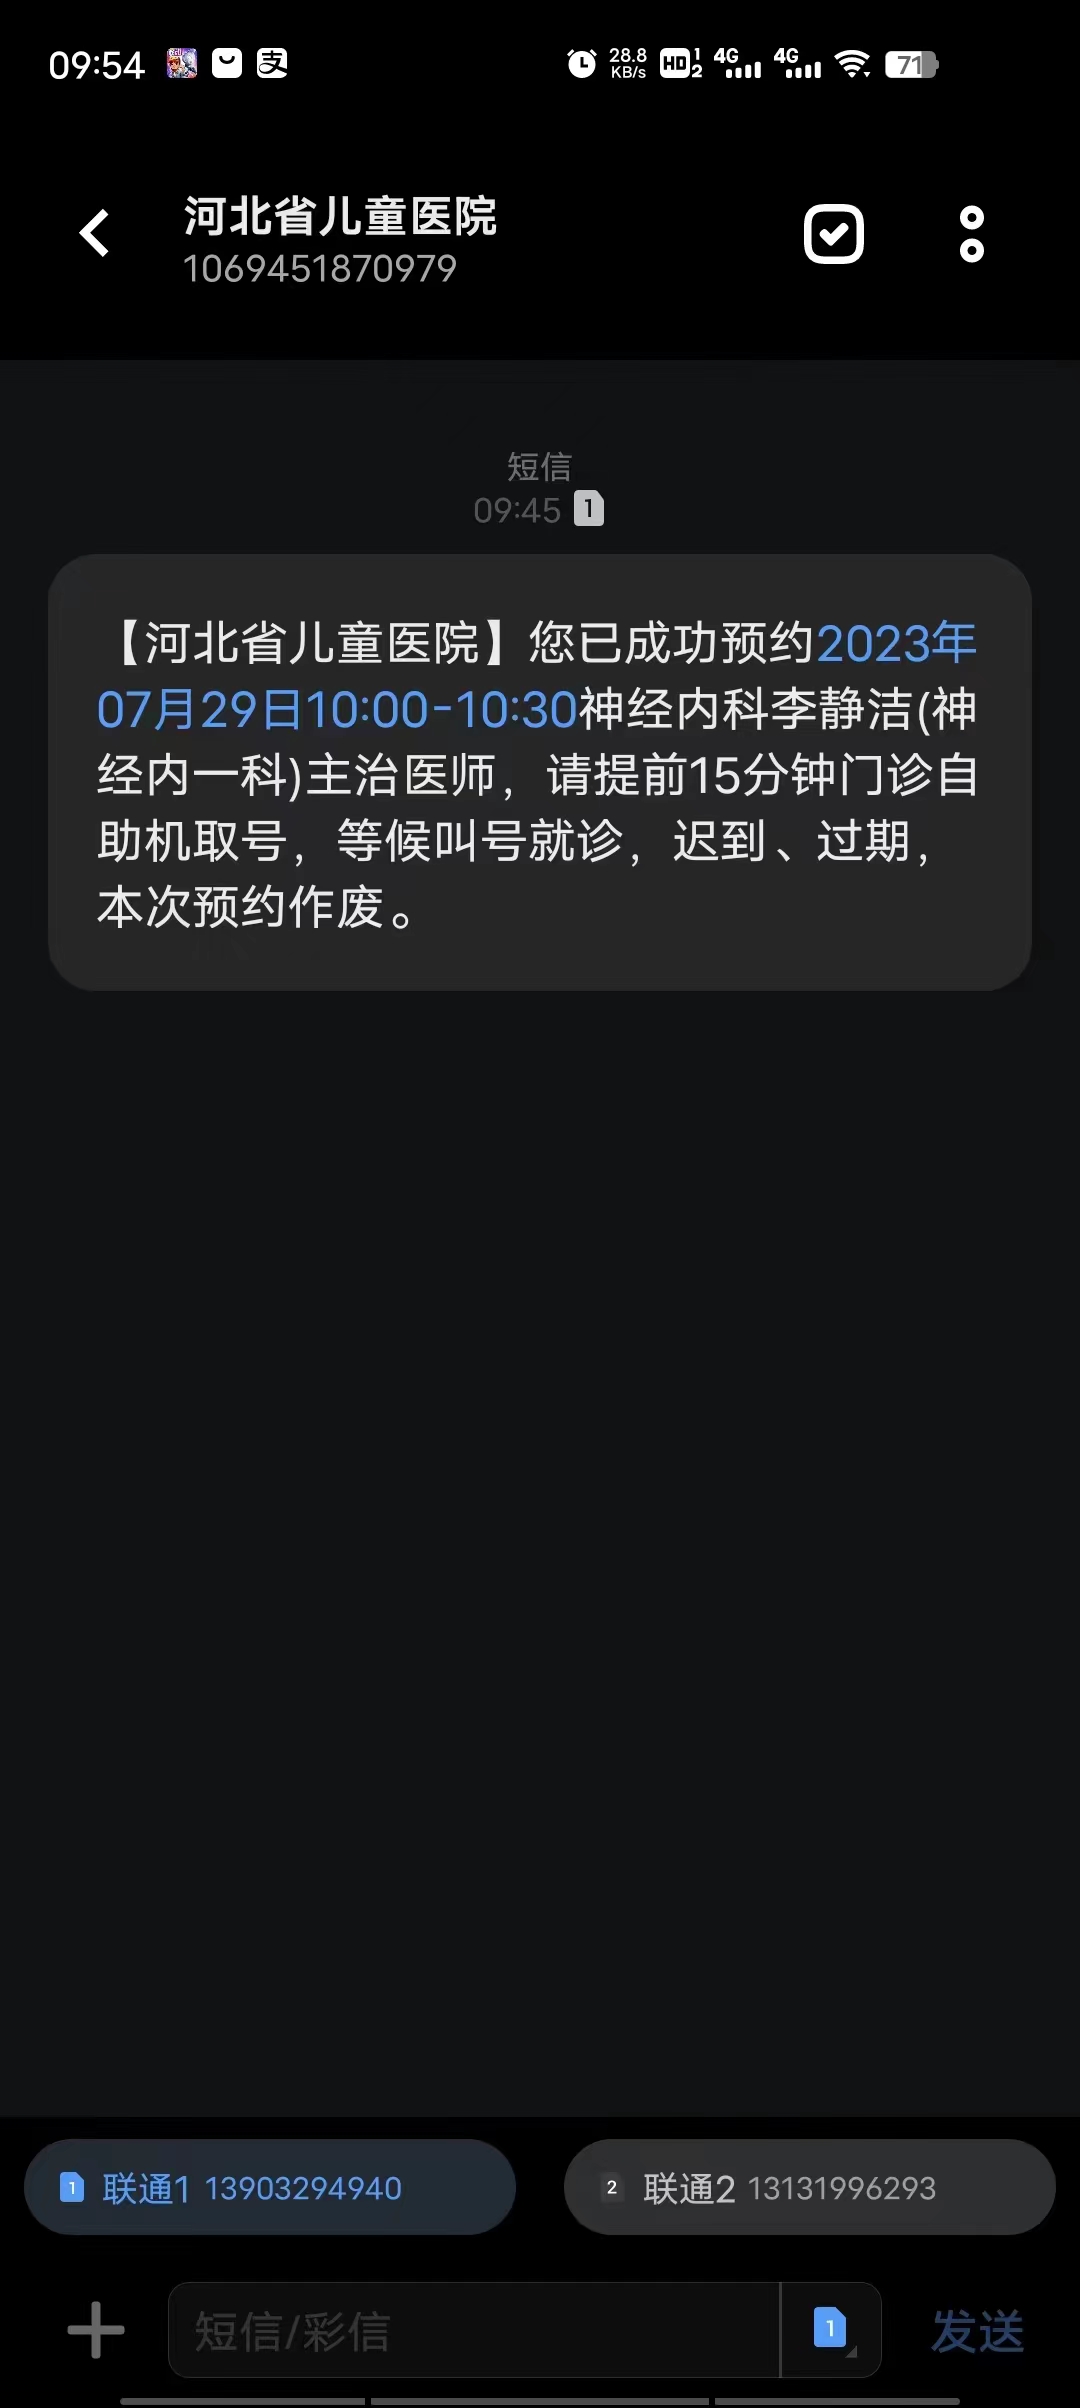 09:54 支 28.8 KB/s HD 1 2 4G 4G 71
河北省儿童医院
1069451870979
短信
09:45 1
【河北省儿童医院】您已成功预约2023年
07月29日10:00-10:30神经内科李静洁(神
经内一科)主治医师，请提前15分钟门诊自
助机取号，等候叫号就诊，迟到、过期，
本次预约作废。
1 联通1 13903294940 2 联通2 13131996293
短信/彩信 1 发送